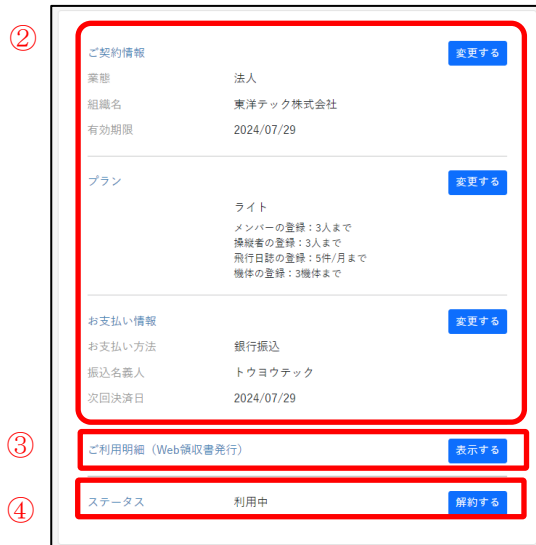 ②
ご契約情報 変更する
業態 法人
組織名 東洋テック株式会社
有効期限 2024/07/29
プラン 変更する
ライト
メンバーの登録：3人まで
操縦者の登録：3人まで
飛行日誌の登録：5件/月まで
機体の登録：3機体まで
お支払い情報 変更する
お支払い方法 銀行振込
振込名義人 トウヨウテック
次回決済日 2024/07/29
③
ご利用明細（Web領収書発行） 表示する
④
ステータス 利用中 解約する